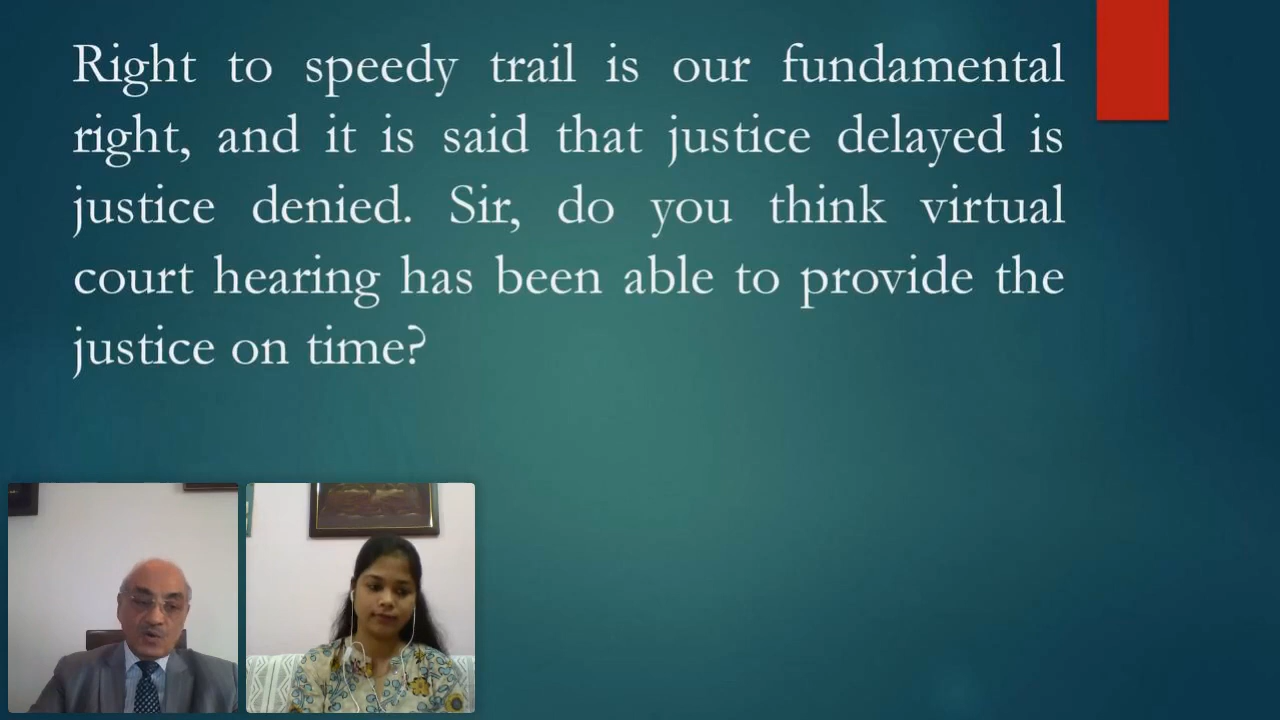 Right to speedy trail is our fundamental
right, and it is said that justice delayed is
justice denied. Sir, do you think virtual
court hearing has been able to provide the
justice on time?